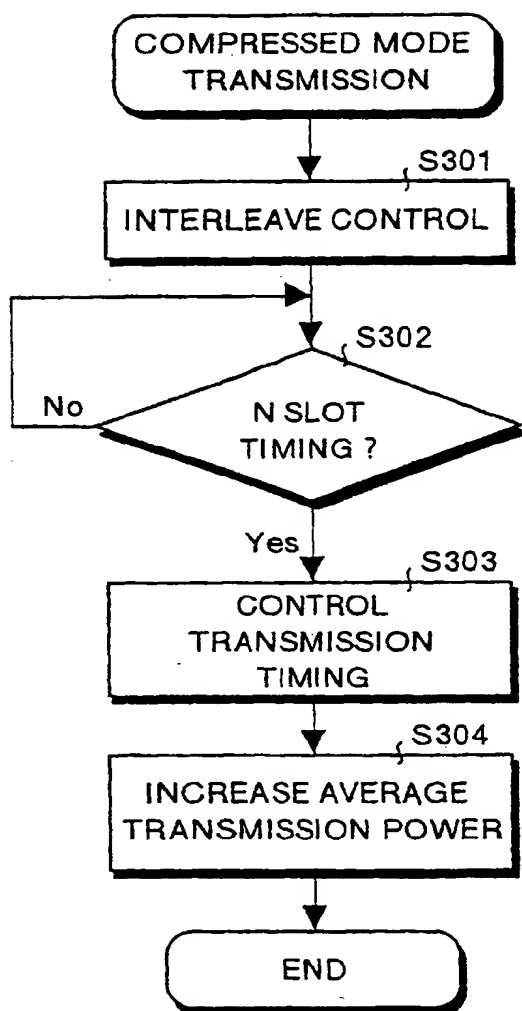 COMPRESSED MODE
TRANSMISSION
S301
INTERLEAVE CONTROL
S302
No
N SLOT
TIMING ?
Yes
S303
CONTROL
TRANSMISSION
TIMING
S304
INCREASE AVERAGE
TRANSMISSION POWER
END